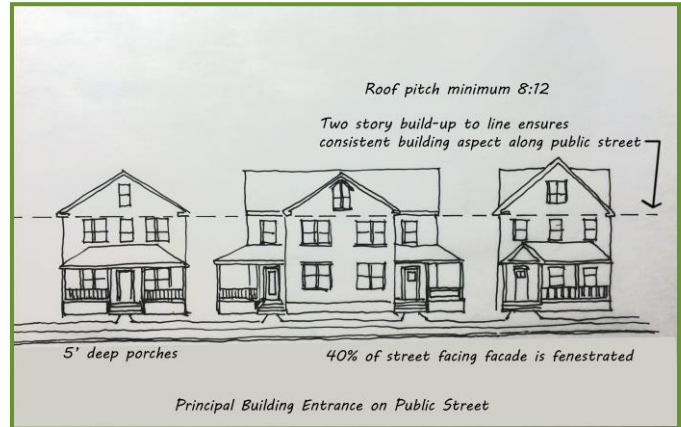 Roof pitch minimum 8:12
Two story build-up to line ensures
consistent building aspect along public street
5' deep porches
40% of street facing facade is fenestrated
Principal Building Entrance on Public Street